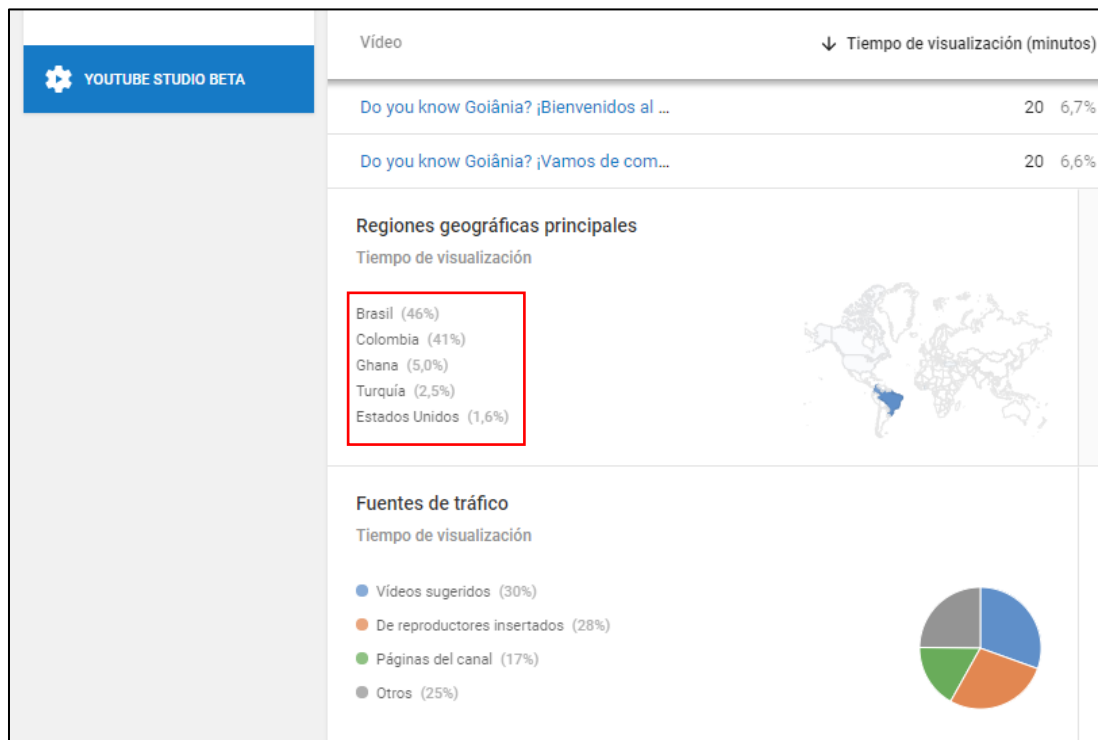 YOUTUBE STUDIO BETA
Vídeo
Tiempo de visualización (minutos)
Do you know Goiânia? ¡Bienvenidos al ...
20 6,7%
Do you know Goiânia? ¡Vamos de com...
20 6,6%
Regiones geográficas principales
Tiempo de visualización
Brasil (46%)
Colombia (41%)
Ghana (5,0%)
Turquía (2,5%)
Estados Unidos (1,6%)
Fuentes de tráfico
Tiempo de visualización
Vídeos sugeridos (30%)
De reproductores insertados (28%)
Páginas del canal (17%)
Otros (25%)